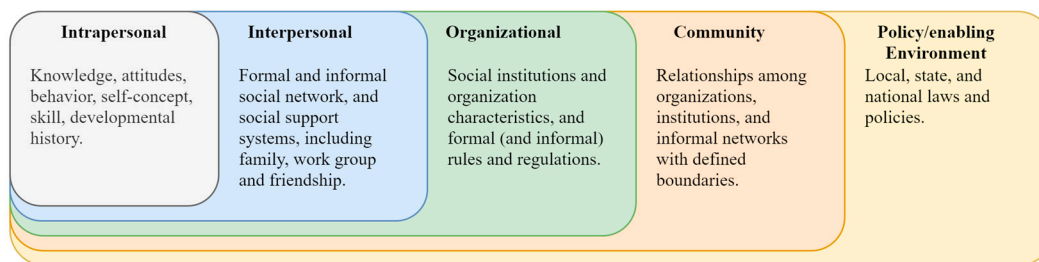 Intrapersonal
Knowledge, attitudes,
behavior, self-concept,
skill, developmental
history.
Interpersonal
Formal and informal
social network, and
social support
systems, including
family, work group
and friendship.
Organizational
Social institutions and
organization
characteristics, and
formal (and informal)
rules and regulations.
Community
Relationships among
organizations,
institutions, and
informal networks
with defined
boundaries.
Policy/enabling
Environment
Local, state, and
national laws and
policies.